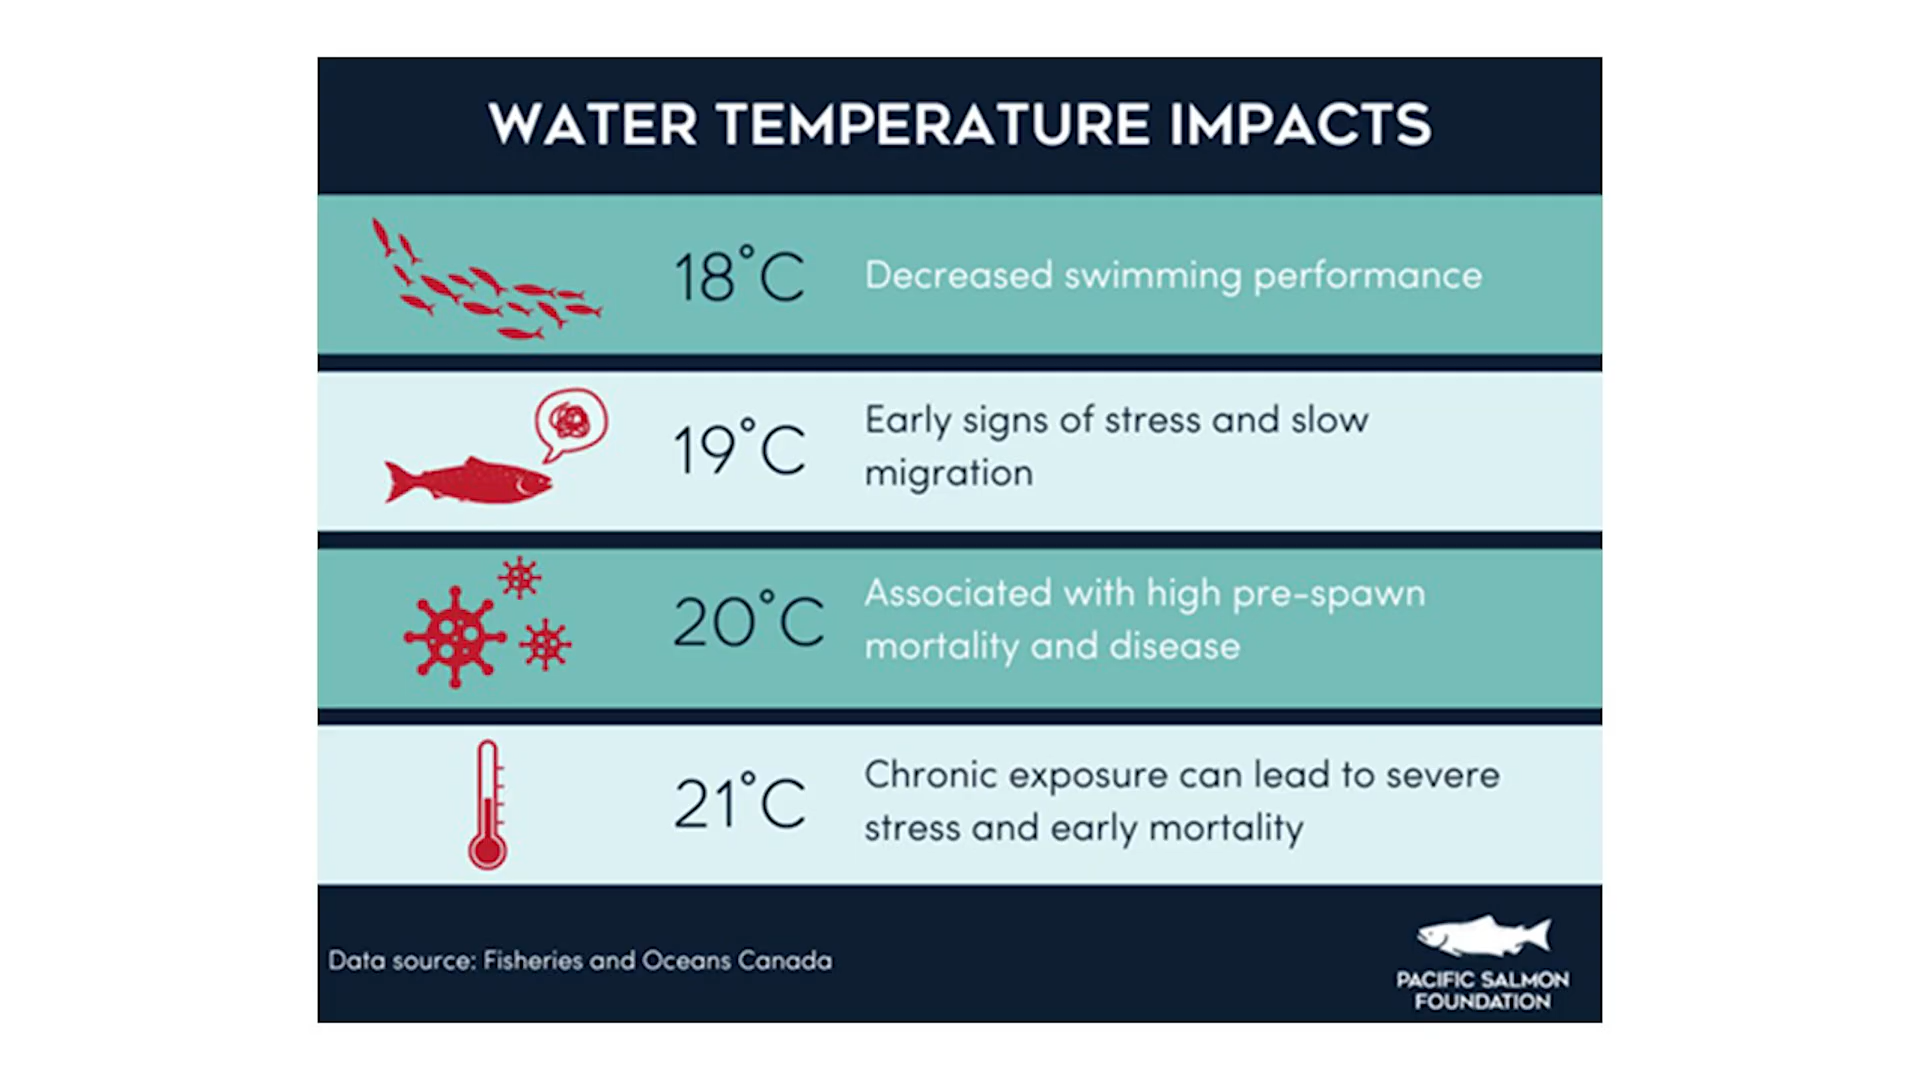 WATER TEMPERATURE IMPACTS
18°C
Decreased swimming performance
19°C
Early signs of stress and slow
migration
20°C
Associated with high pre-spawn
mortality and disease
21°C
Chronic exposure can lead to severe
stress and early mortality
Data source: Fisheries and Oceans Canada
PACIFIC SALMON
FOUNDATION